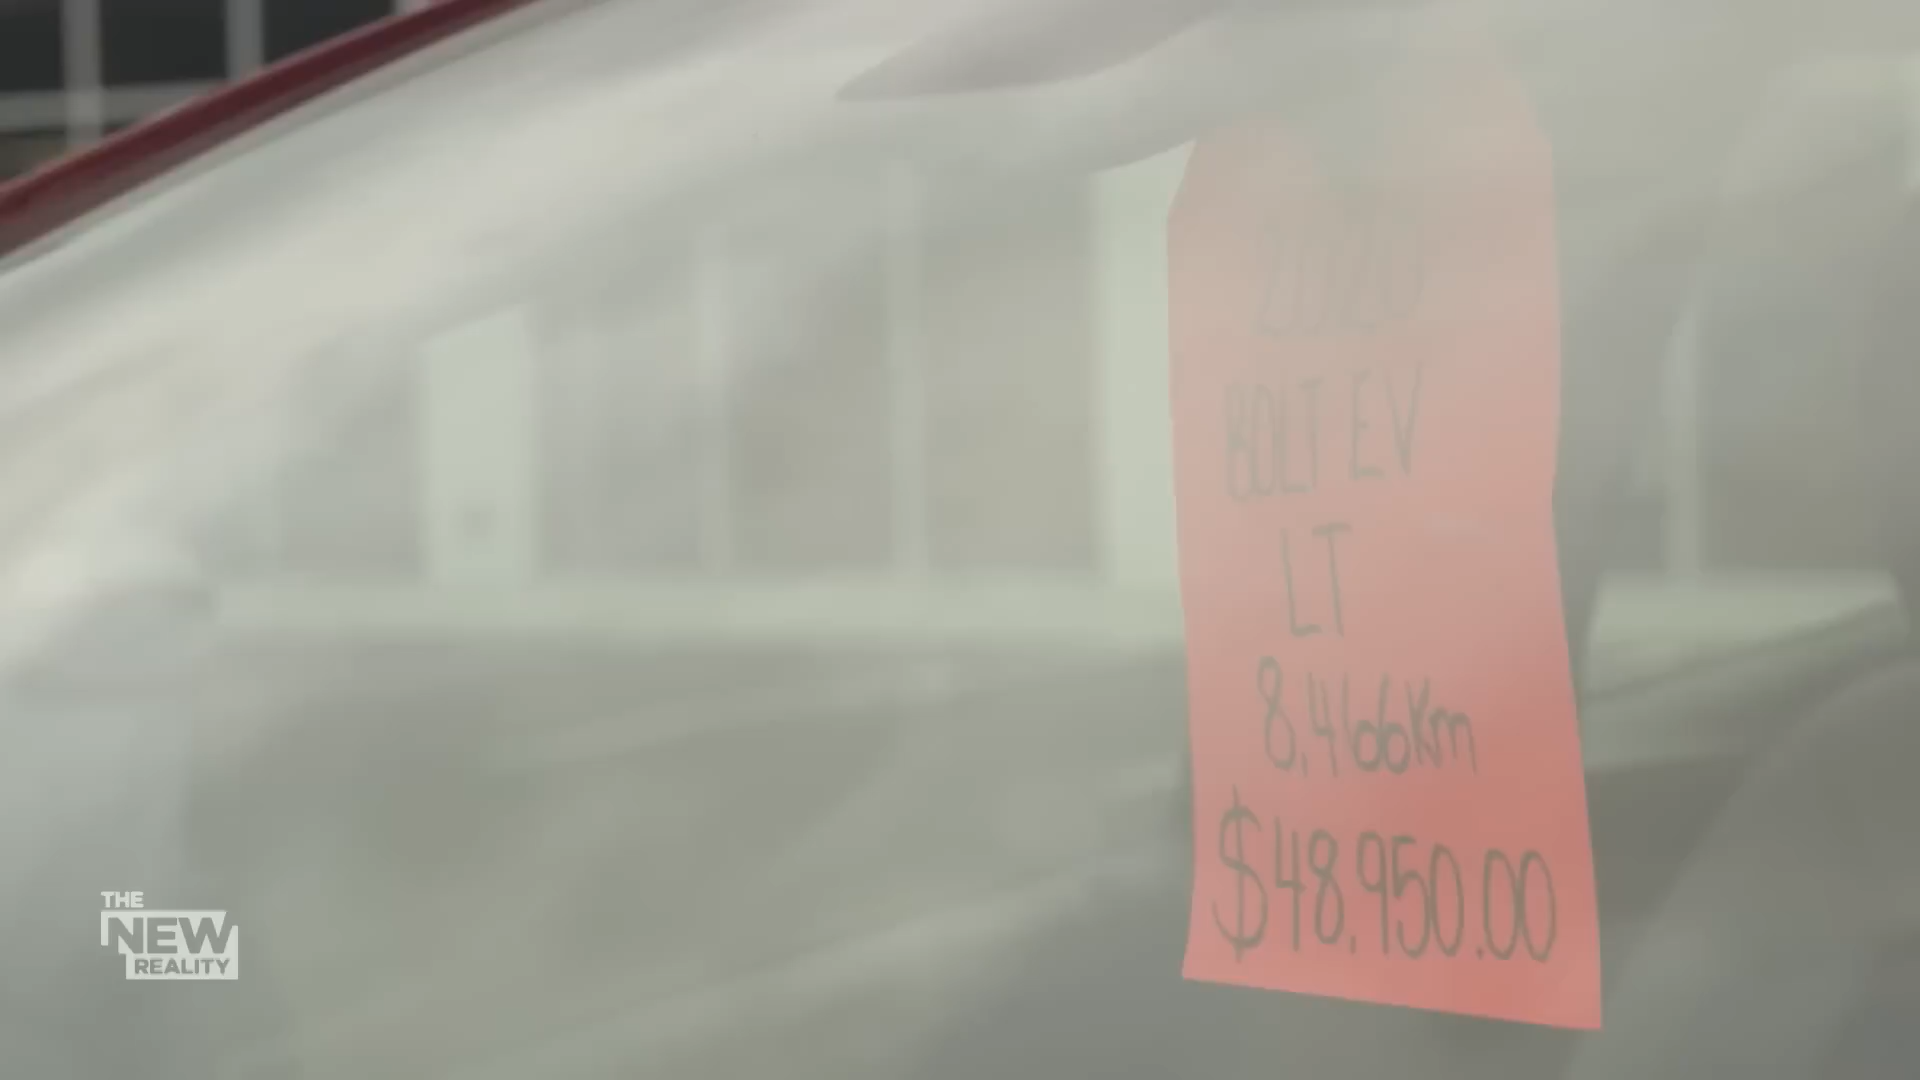 2020
BOLT EV
LT
8,466Km
$48,950.00
THE
NEW
REALITY